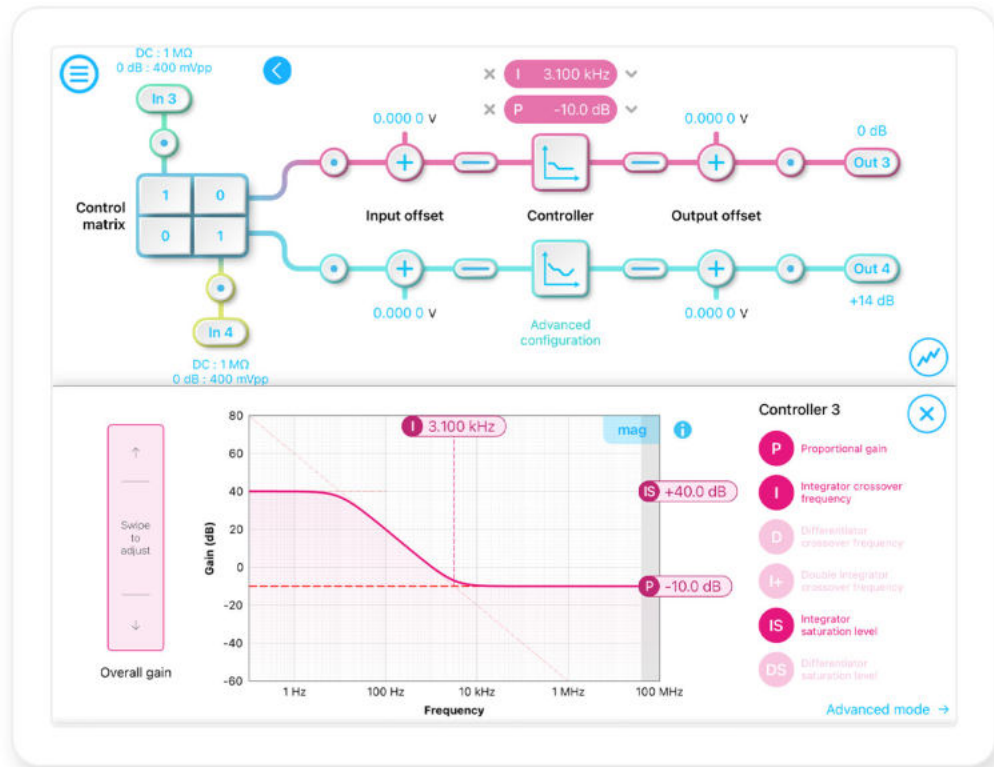 DC : 1 MΩ
0 dB : 400 mVpp
In 3
I 3.100 kHz
P -10.0 dB
0.000 0 V
0.000 0 V
0 dB
Out 3
Control
matrix
1 0
0 1
Input offset
Controller
Output offset
Out 4
0.000 0 V
0.000 0 V
+14 dB
Advanced
configuration
In 4
DC : 1 MΩ
0 dB : 400 mVpp
Swipe
to
adjust
Overall gain
Gain (dB)
80
60
40
20
0
-20
-40
-60
I 3.100 kHz
mag
i
IS +40.0 dB
P -10.0 dB
1 Hz
100 Hz
10 kHz
1 MHz
100 MHz
Frequency
Controller 3
P Proportional gain
I Integrator crossover
frequency
D Differentiator
crossover frequency
I+ Double integrator
crossover frequency
IS Integrator
saturation level
DS Differentiator
saturation level
Advanced mode →